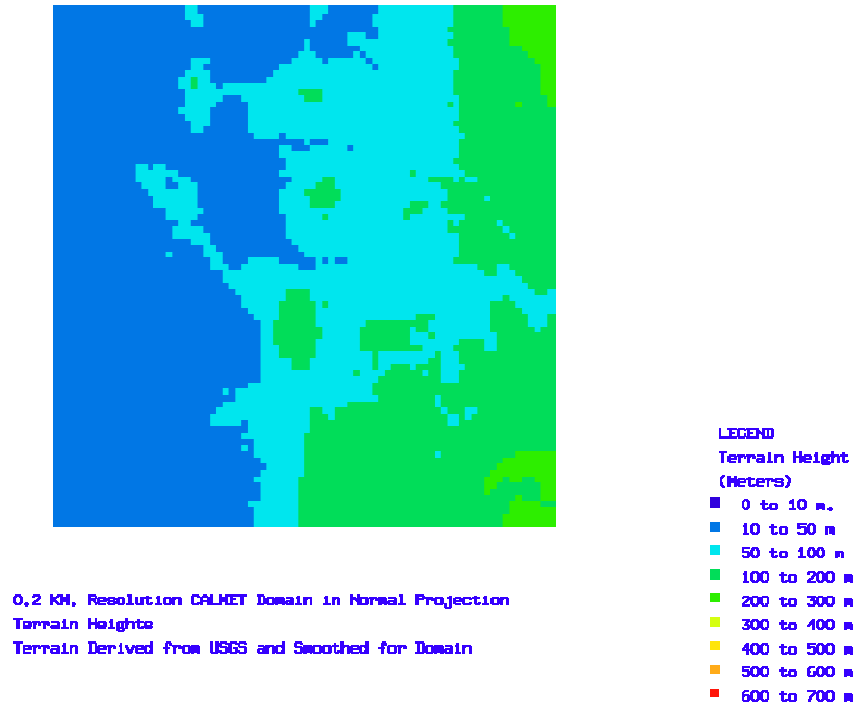 LEGEND
Terrain Height
(Meters)
0 to 10 m.
10 to 50 m
50 to 100 m
100 to 200 m
200 to 300 m
300 to 400 m
400 to 500 m
500 to 600 m
600 to 700 m
0.2 KM. Resolution CALMET Domain in Normal Projection
Terrain Heights
Terrain Derived from USGS and Smoothed for Domain